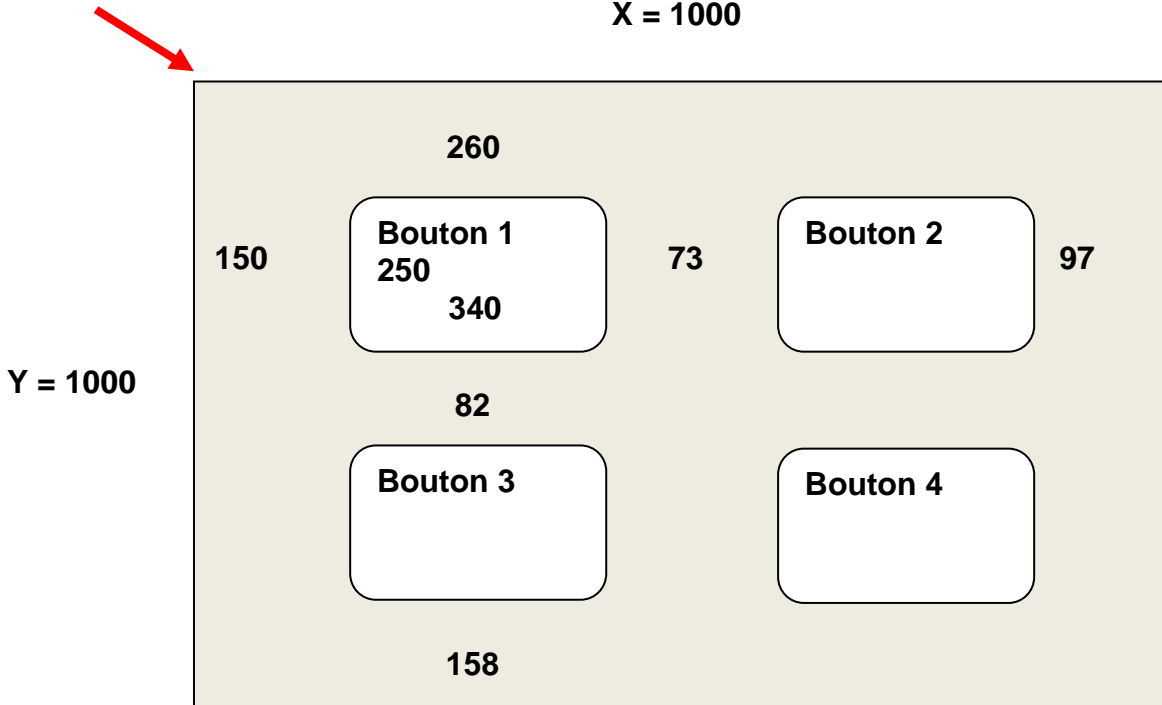 X = 1000
260
Bouton 1
250
340
Bouton 2
150
73
97
Y = 1000
82
Bouton 3
Bouton 4
158